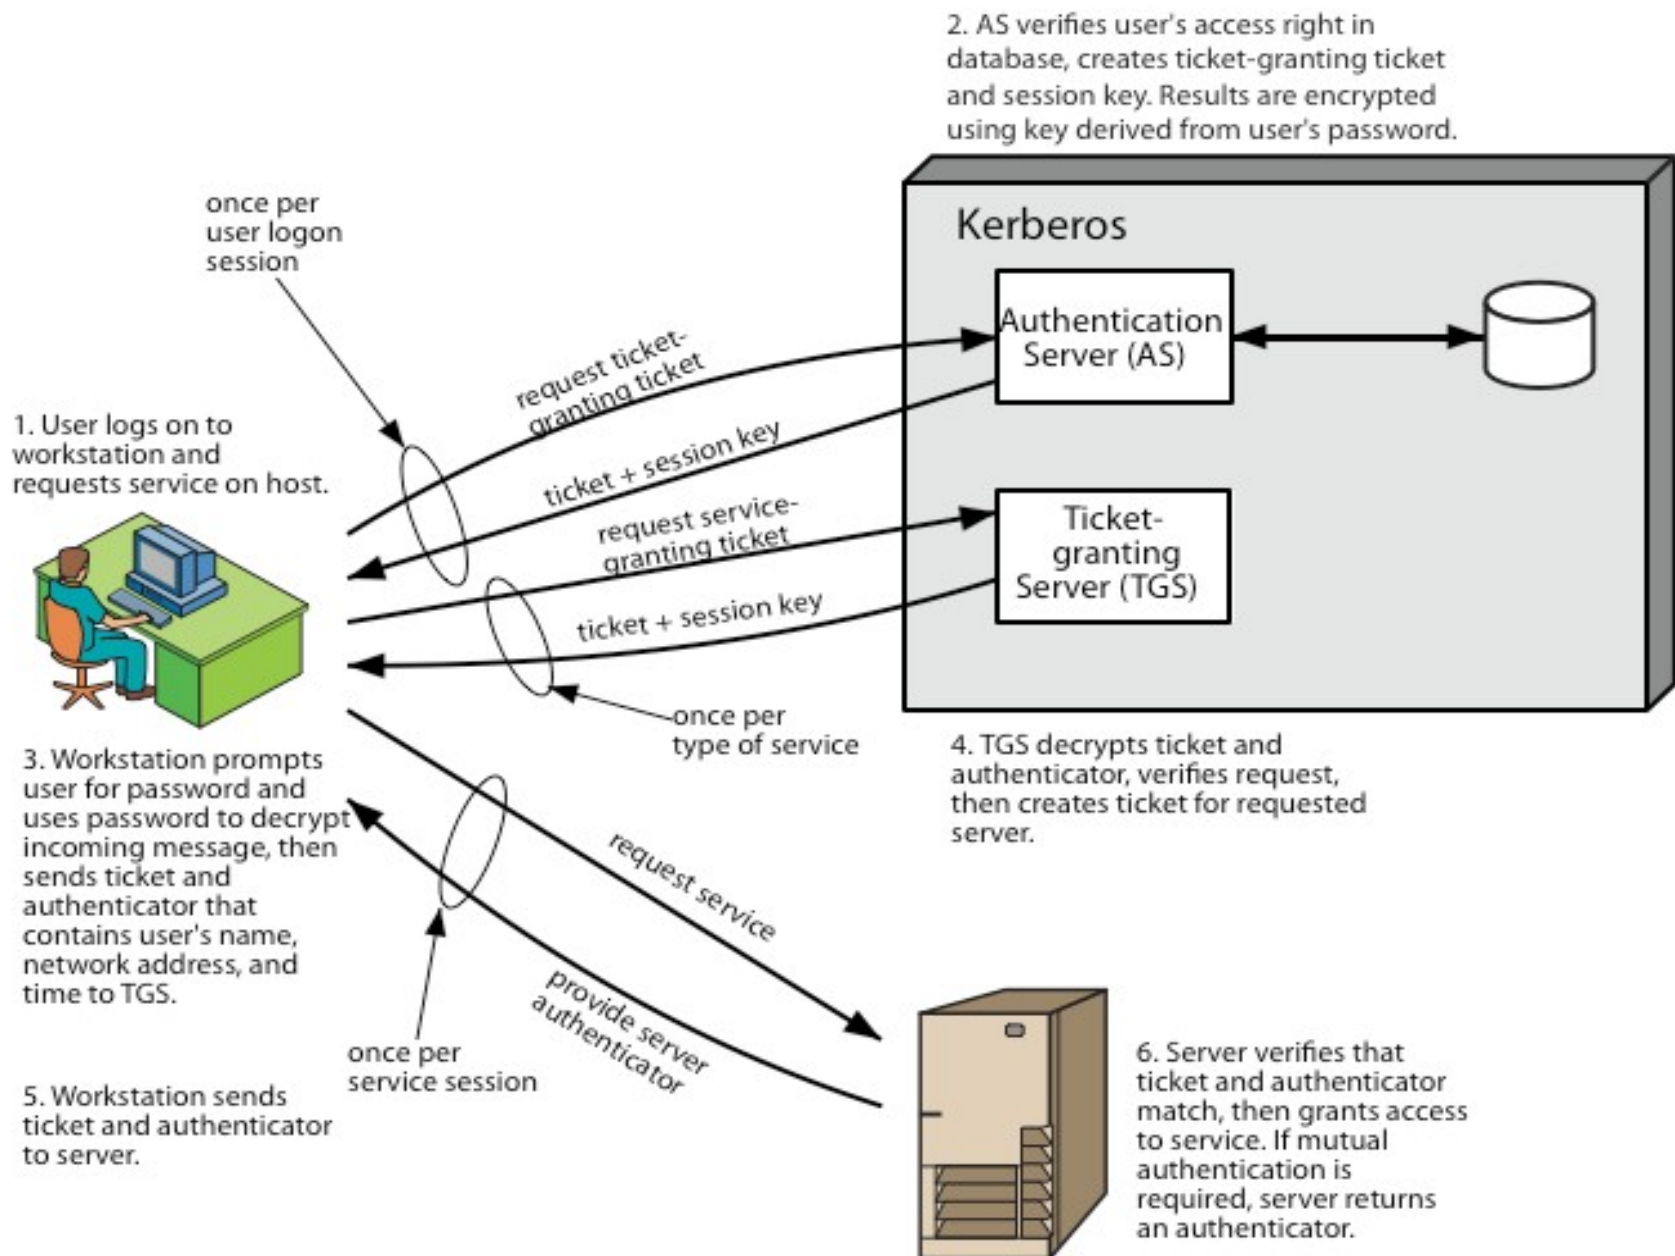 2. AS verifies user's access right in
database, creates ticket-granting ticket
and session key. Results are encrypted
using key derived from user's password.
once per
user logon
session
Kerberos
Authentication
Server (AS)
request ticket-
granting ticket
1. User logs on to
workstation and
requests service on host.
ticket + session key
request service-
granting ticket
Ticket-
granting
Server (TGS)
ticket + session key
once per
type of service
3. Workstation prompts
user for password and
uses password to decrypt
incoming message, then
sends ticket and
authenticator that
contains user's name,
network address, and
time to TGS.
4. TGS decrypts ticket and
authenticator, verifies request,
then creates ticket for requested
server.
request service
provide server
authenticator
once per
service session
5. Workstation sends
ticket and authenticator
to server.
6. Server verifies that
ticket and authenticator
match, then grants access
to service. If mutual
authentication is
required, server returns
an authenticator.